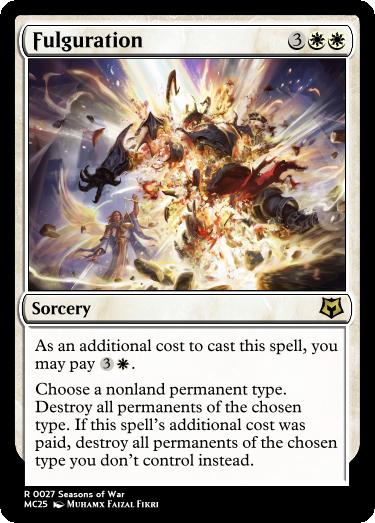 Fulguration 3
Sorcery
As an additional cost to cast this spell, you
may pay 3.
Choose a nonland permanent type.
Destroy all permanents of the chosen
type. If this spell's additional cost was
paid, destroy all permanents of the chosen
type you don't control instead.
R 0027 Seasons of War
MC25 Muhamx Faizal Fikri